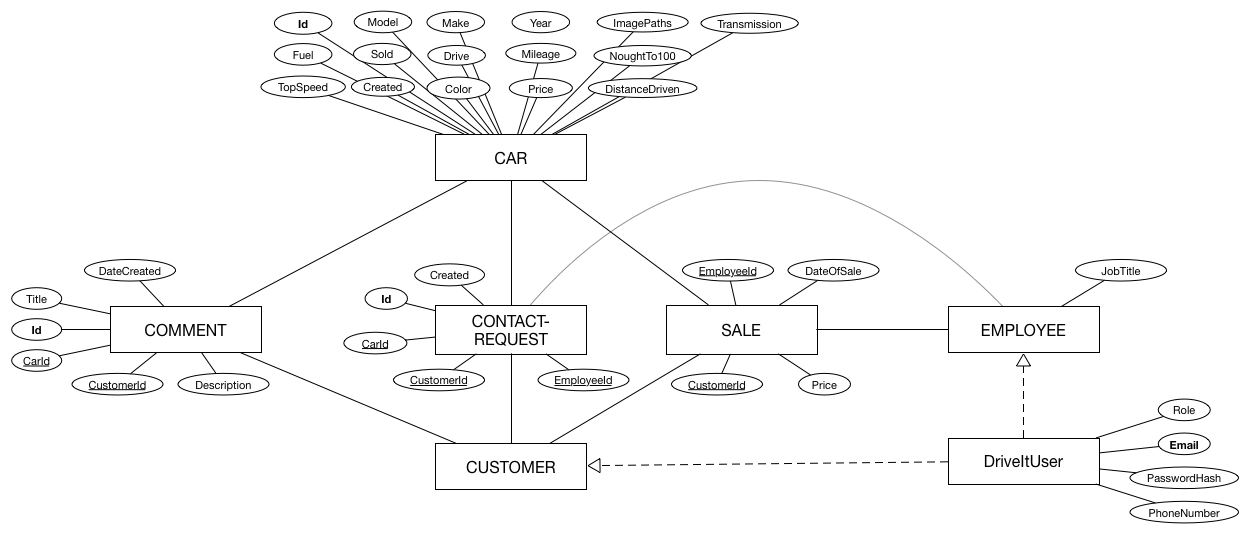 Id
Model
Make
Year
ImagePaths
Transmission
Fuel
Sold
Drive
Mileage
NoughtTo100
TopSpeed
Created
Color
Price
DistanceDriven
CAR
DateCreated
Title
Id
CarId
COMMENT
CustomerId
Description
Created
Id
CarId
CONTACT-
REQUEST
CustomerId
EmployeeId
EmployeeId
DateOfSale
SALE
CustomerId
Price
JobTitle
EMPLOYEE
CUSTOMER
DriveItUser
Role
Email
PasswordHash
PhoneNumber